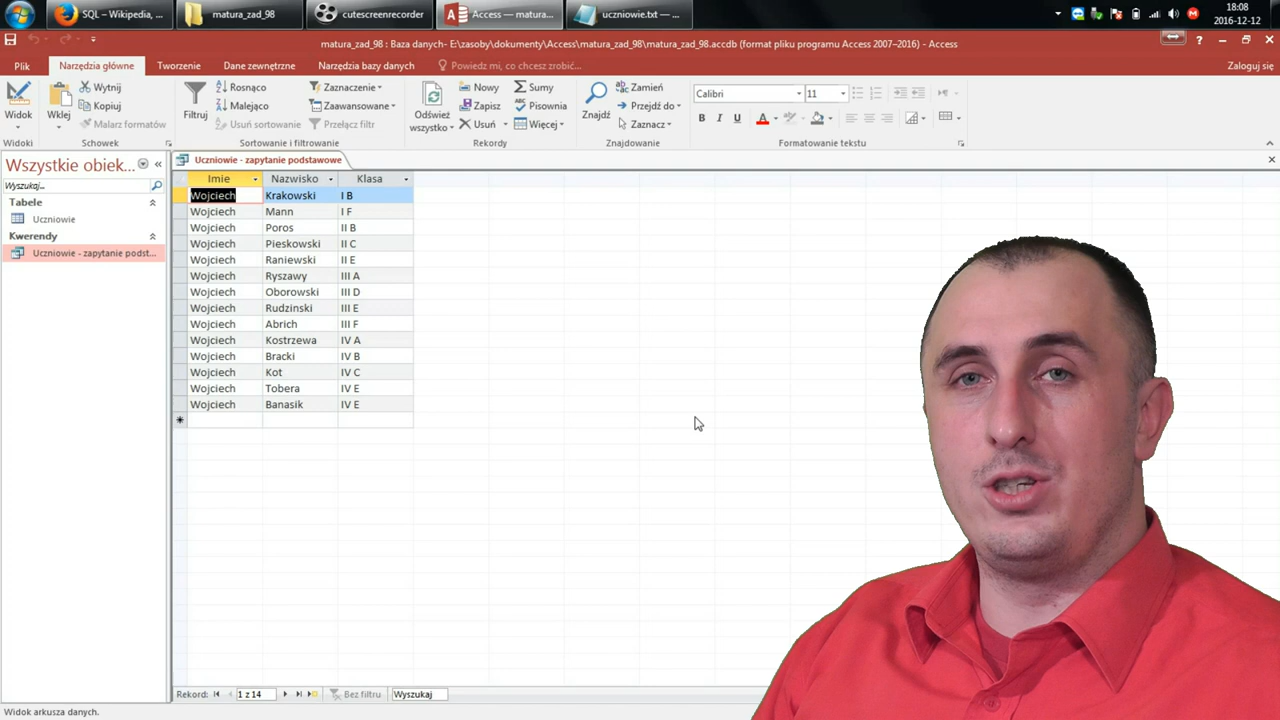 SQL – Wikipedia, ...
matura_zad_98
cutescreenrecorder
Access — matura...
uczniowie.txt — ...
18:08
2016-12-12
matura_zad_98 : Baza danych- E:\zasoby\dokumenty\Access\matura_zad_98\matura_zad_98.accdb (format pliku programu Access 2007–2016) - Access
Plik Narzędzia główne Tworzenie Dane zewnętrzne Narzędzia bazy danych Powiedz mi, co chcesz zrobić... Zaloguj się
Widok
Widoki
Wklej
Wytnij
Kopiuj
Malarz formatów
Schowek
Filtruj
Rosnąco
Malejąco
Usuń sortowanie
Zaznaczenie
Zaawansowane
Przełącz filtr
Sortowanie i filtrowanie
Odśwież
wszystko
Nowy
Zapisz
Usuń
Sumy
Pisownia
Więcej
Rekordy
Znajdź
Zamień
Przejdź do
Zaznacz
Znajdowanie
Calibri 11
B I U A
Formatowanie tekstu
Wszystkie obiek...
Wyszukaj...
Tabele
Uczniowie
Kwerendy
Uczniowie - zapytanie podst...
Uczniowie - zapytanie podstawowe
Imie Nazwisko Klasa
Wojciech Krakowski I B
Wojciech Mann I F
Wojciech Poros II B
Wojciech Pieskowski II C
Wojciech Raniewski II E
Wojciech Ryszawy III A
Wojciech Oborowski III D
Wojciech Rudzinski III E
Wojciech Abrich III F
Wojciech Kostrzewa IV A
Wojciech Bracki IV B
Wojciech Kot IV C
Wojciech Tobera IV E
Wojciech Banasik IV E
Rekord: 1 z 14 Bez filtru Wyszukaj
Widok arkusza danych.